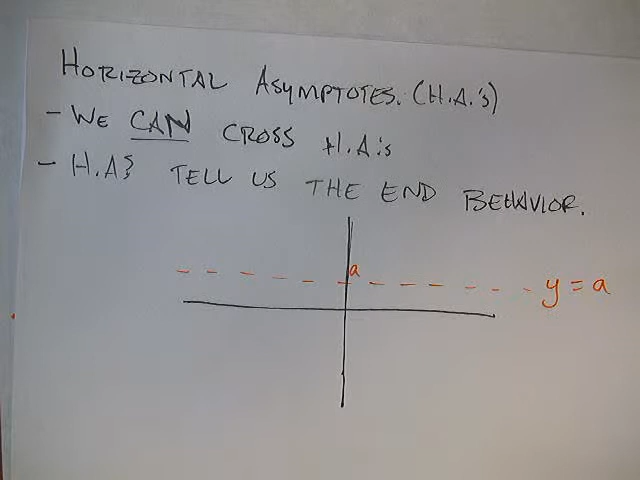 HORIZONTAL ASYMPTOTES. (H.A.'s)
- WE CAN CROSS H.A.'s
- H.A's TELL US THE END BEHAVIOR.
a
y = a